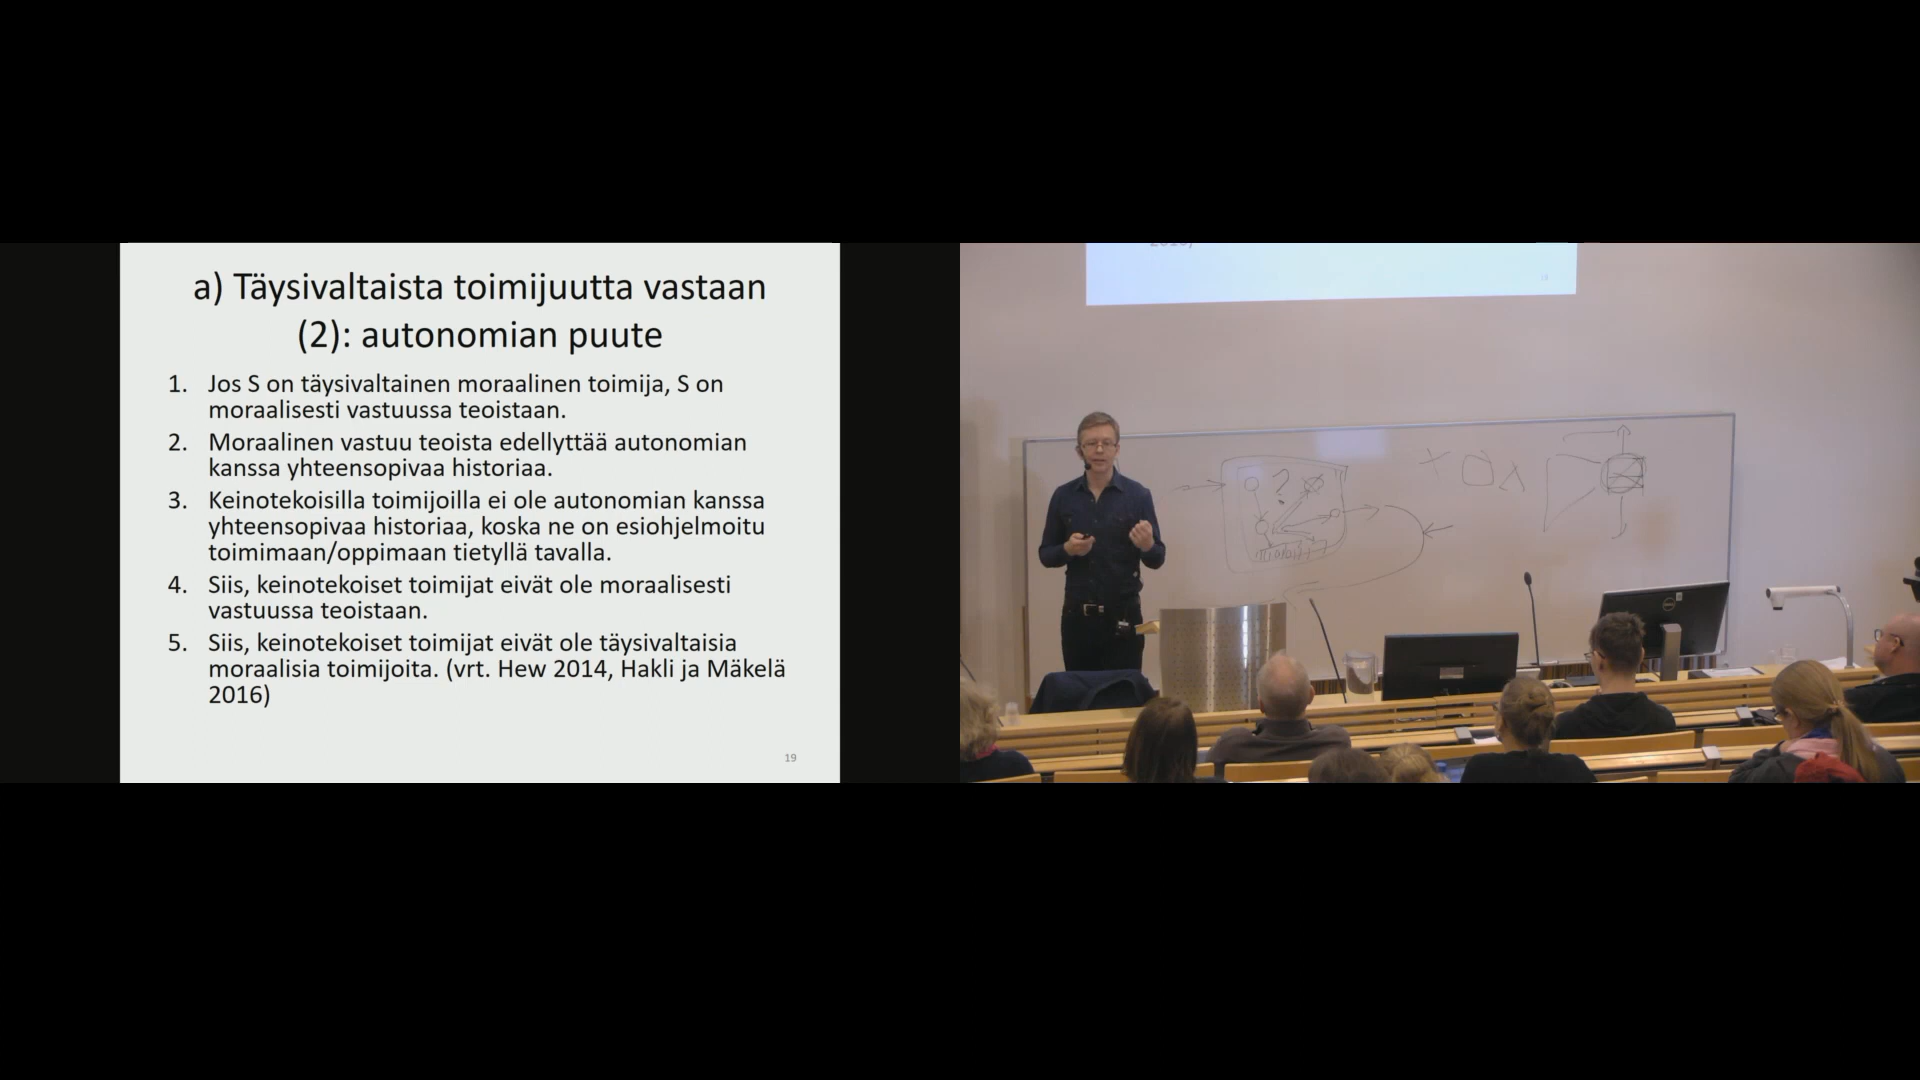 a) Täysivaltaista toimijuutta vastaan
(2): autonomian puute
1. Jos S on täysivaltainen moraalinen toimija, S on
moraalisesti vastuussa teoistaan.
2. Moraalinen vastuu teoista edellyttää autonomian
kanssa yhteensopivaa historiaa.
3. Keinotekoisilla toimijoilla ei ole autonomian kanssa
yhteensopivaa historiaa, koska ne on esiohjelmoitu
toimimaan/oppimaan tietyllä tavalla.
4. Siis, keinotekoiset toimijat eivät ole moraalisesti
vastuussa teoistaan.
5. Siis, keinotekoiset toimijat eivät ole täysivaltaisia
moraalisia toimijoita. (vrt. Hew 2014, Hakli ja Mäkelä
2016)
19
?